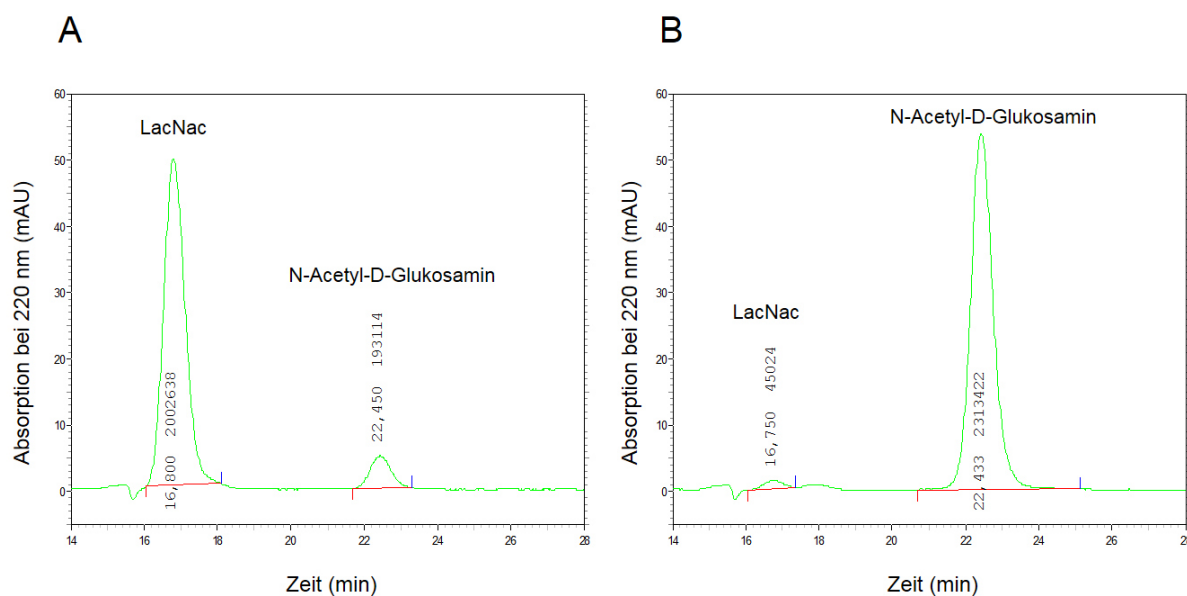 A
LacNac
N-Acetyl-D-Glukosamin
16,800 2002638
22,450 193114
Absorption bei 220 nm (mAU)
60
50
40
30
20
10
0
14 16 18 20 22 24 26 28
Zeit (min)
B
N-Acetyl-D-Glukosamin
LacNac
16,750 45024
22,433 2313422
Absorption bei 220 nm (mAU)
60
50
40
30
20
10
0
14 16 18 20 22 24 26 28
Zeit (min)